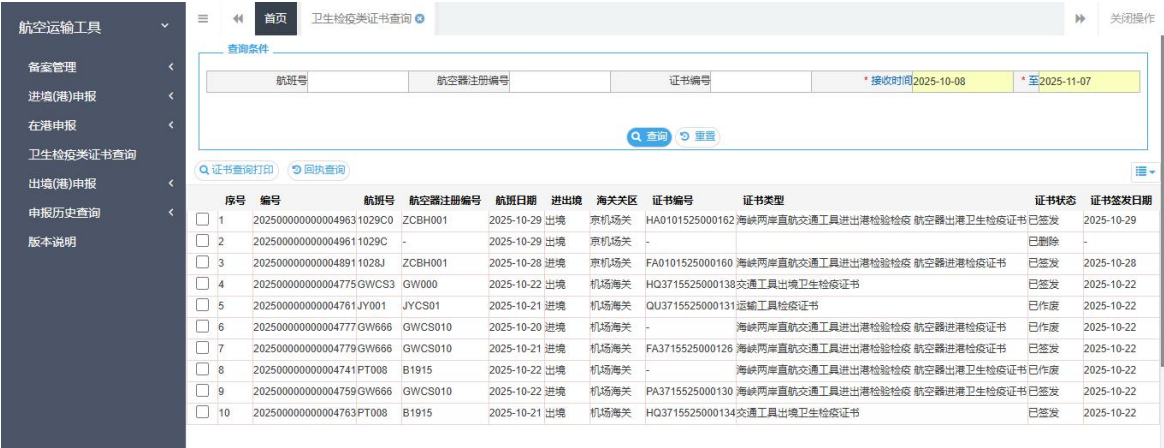 航空运输工具
备案管理
进境(港)申报
在港申报
卫生检疫类证书查询
出境(港)申报
申报历史查询
版本说明
首页 卫生检疫类证书查询 关闭操作
查询条件
航班号 航空器注册编号 证书编号 * 接收时间 2025-10-08 * 至 2025-11-07
查询 重置
证书查询打印 回执查询
序号 编号 航班号 航空器注册编号 航班日期 进出境 海关关区 证书编号 证书类型 证书状态 证书签发日期
1 202500000000004963 1029C0 ZCBH001 2025-10-29 出境 京机场关 HA0101525000162 海峡两岸直航交通工具进出港检验检疫 航空器出港卫生检疫证书 已签发 2025-10-29
2 202500000000004961 1029C - 2025-10-29 出境 京机场关 - 已删除 -
3 202500000000004891 1028J ZCBH001 2025-10-28 进境 京机场关 FA0101525000160 海峡两岸直航交通工具进出港检验检疫 航空器进港检疫证书 已签发 2025-10-28
4 202500000000004775 GWCS3 GW000 2025-10-22 出境 机场海关 HQ3715525000138 交通工具出境卫生检疫证书 已签发 2025-10-22
5 202500000000004761 JY001 JYCS01 2025-10-21 进境 机场海关 QU3715525000131 运输工具检疫证书 已作废 2025-10-22
6 202500000000004777 GW666 GWCS010 2025-10-20 进境 机场海关 - 海峡两岸直航交通工具进出港检验检疫 航空器进港检疫证书 已作废 2025-10-22
7 202500000000004779 GW666 GWCS010 2025-10-21 进境 机场海关 FA3715525000126 海峡两岸直航交通工具进出港检验检疫 航空器进港检疫证书 已签发 2025-10-22
8 202500000000004741 PT008 B1915 2025-10-22 出境 机场海关 - 海峡两岸直航交通工具进出港检验检疫 航空器出港卫生检疫证书 已作废 2025-10-22
9 202500000000004759 GW666 GWCS010 2025-10-22 进境 机场海关 PA3715525000130 海峡两岸直航交通工具进出港检验检疫 航空器进港卫生检疫证书 已签发 2025-10-22
10 202500000000004763 PT008 B1915 2025-10-21 出境 机场海关 HQ3715525000134 交通工具出境卫生检疫证书 已签发 2025-10-22